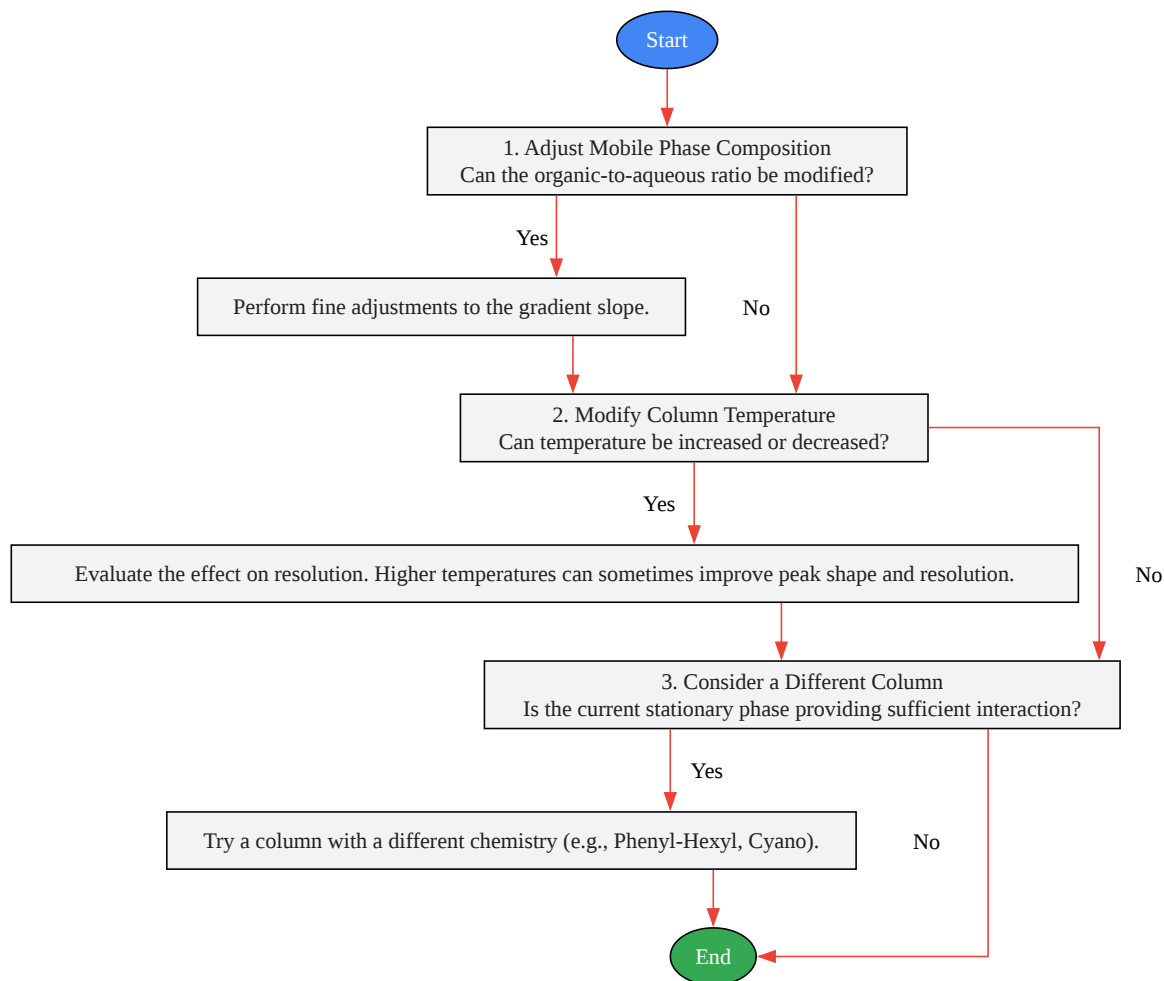 Start
1. Adjust Mobile Phase Composition
Can the organic-to-aqueous ratio be modified?
Yes
Perform fine adjustments to the gradient slope.
No
2. Modify Column Temperature
Can temperature be increased or decreased?
Yes
Evaluate the effect on resolution. Higher temperatures can sometimes improve peak shape and resolution.
No
3. Consider a Different Column
Is the current stationary phase providing sufficient interaction?
Yes
Try a column with a different chemistry (e.g., Phenyl-Hexyl, Cyano).
No
End